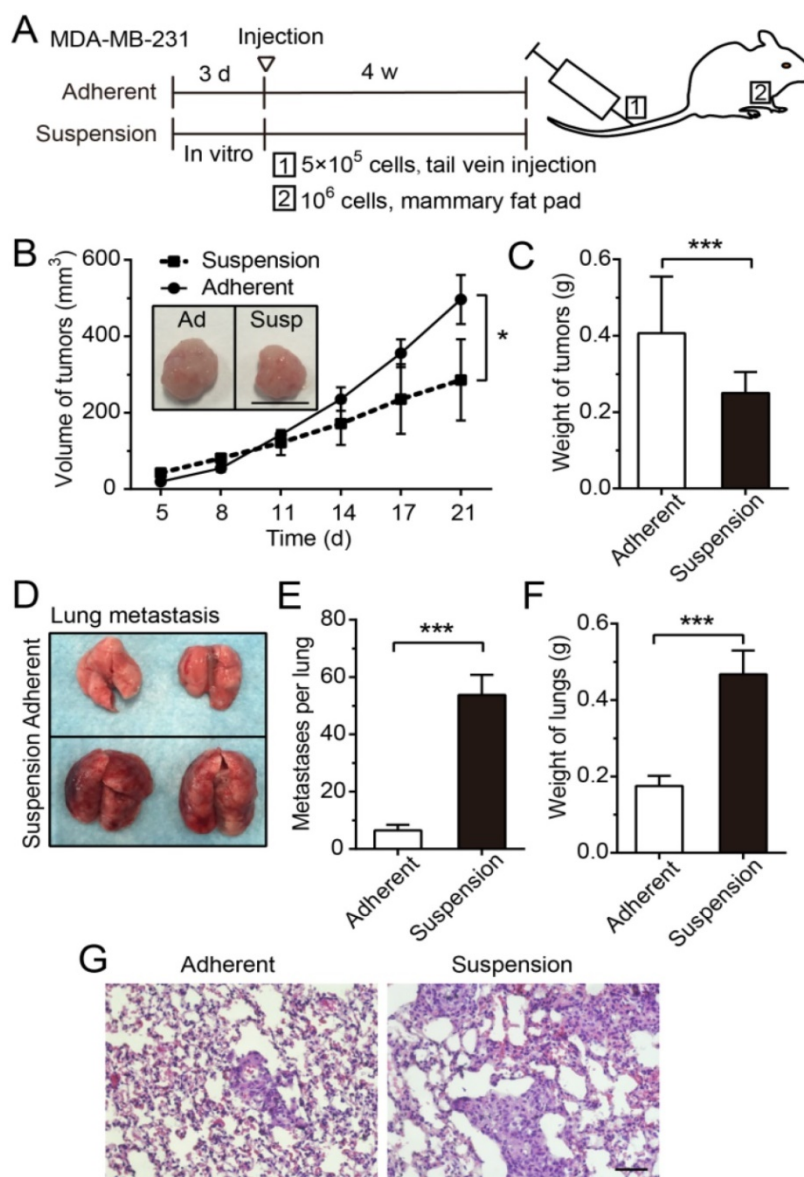 A
MDA-MB-231
Injection
3 d
4 w
Adherent
Suspension
In vitro
1 5×10⁵ cells, tail vein injection
2 10⁶ cells, mammary fat pad
1
2
B
Volume of tumors (mm³)
600
400
200
0
Suspension
Adherent
Ad
Susp
*
5 8 11 14 17 21
Time (d)
C
Weight of tumors (g)
0.6
0.4
0.2
0.0
***
Adherent
Suspension
D
Lung metastasis
Suspension Adherent
E
Metastases per lung
80
60
40
20
0
***
Adherent
Suspension
F
Weight of lungs (g)
0.6
0.4
0.2
0.0
***
Adherent
Suspension
G
Adherent
Suspension